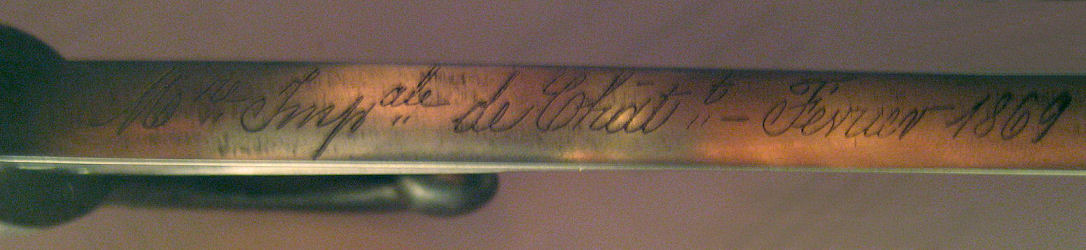 Mre Impale de Chatt - Février 1869